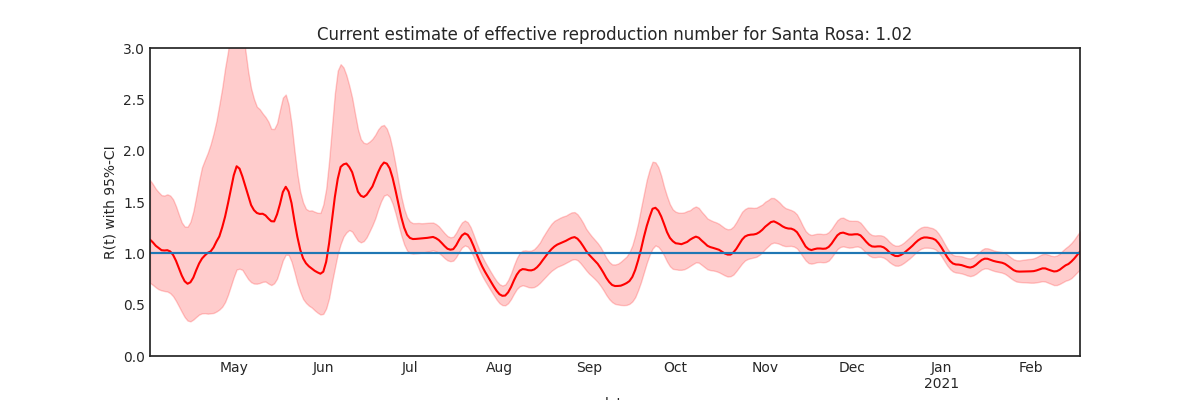 Current estimate of effective reproduction number for Santa Rosa: 1.02
R(t) with 95%-CI
3.0
2.5
2.0
1.5
1.0
0.5
0.0
May Jun Jul Aug Sep Oct Nov Dec Jan Feb
2021